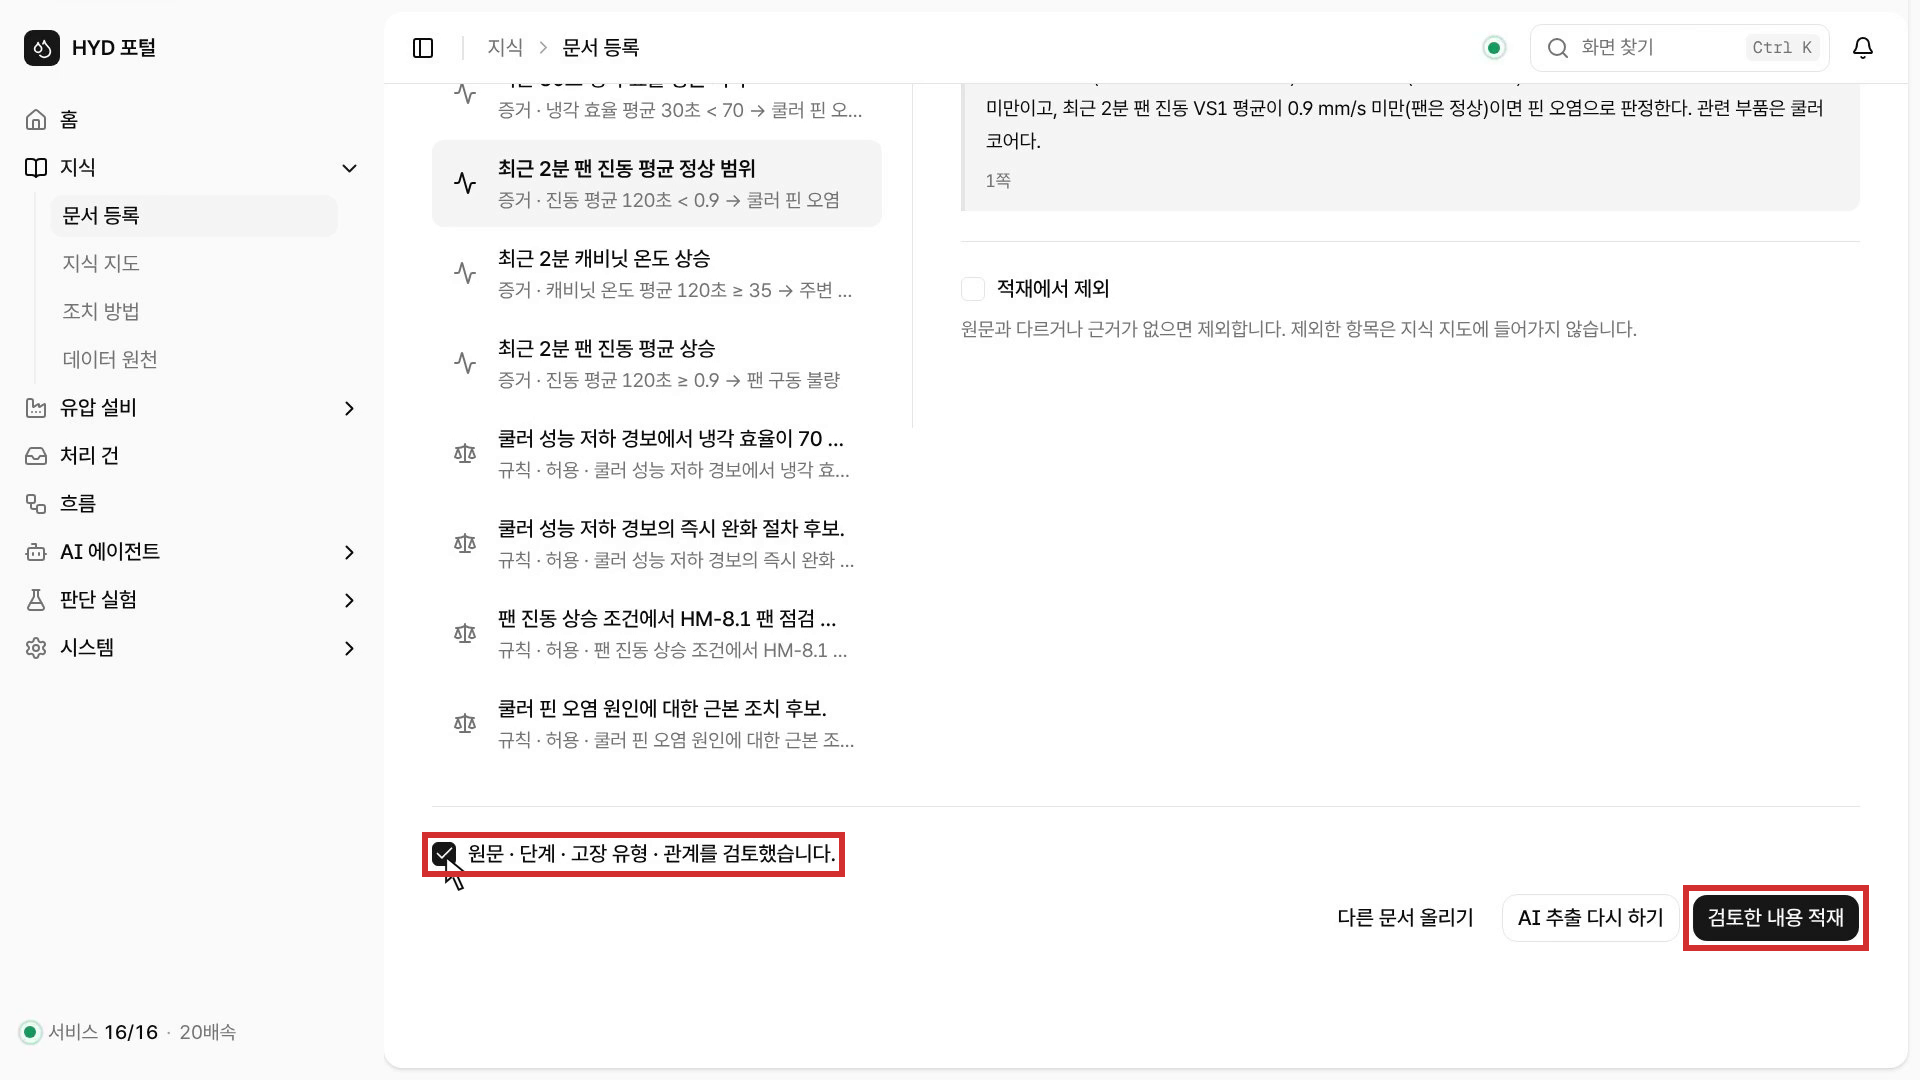 HYD 포털
홈
지식
문서 등록
지식 지도
조치 방법
데이터 원천
유압 설비
처리 건
흐름
AI 에이전트
판단 실험
시스템
서비스 16/16 · 20배속
지식 > 문서 등록
화면 찾기
Ctrl K
증거 · 냉각 효율 평균 30초 < 70 → 쿨러 핀 오...
최근 2분 팬 진동 평균 정상 범위
증거 · 진동 평균 120초 < 0.9 → 쿨러 핀 오염
최근 2분 캐비닛 온도 상승
증거 · 캐비닛 온도 평균 120초 ≥ 35 → 주변 ...
최근 2분 팬 진동 평균 상승
증거 · 진동 평균 120초 ≥ 0.9 → 팬 구동 불량
쿨러 성능 저하 경보에서 냉각 효율이 70 ...
규칙 · 허용 · 쿨러 성능 저하 경보에서 냉각 효...
쿨러 성능 저하 경보의 즉시 완화 절차 후보.
규칙 · 허용 · 쿨러 성능 저하 경보의 즉시 완화 ...
팬 진동 상승 조건에서 HM-8.1 팬 점검 ...
규칙 · 허용 · 팬 진동 상승 조건에서 HM-8.1 ...
쿨러 핀 오염 원인에 대한 근본 조치 후보.
규칙 · 허용 · 쿨러 핀 오염 원인에 대한 근본 조...
미만이고, 최근 2분 팬 진동 VS1 평균이 0.9 mm/s 미만(팬은 정상)이면 핀 오염으로 판정한다. 관련 부품은 쿨러
코어다.
1쪽
적재에서 제외
원문과 다르거나 근거가 없으면 제외합니다. 제외한 항목은 지식 지도에 들어가지 않습니다.
원문 · 단계 · 고장 유형 · 관계를 검토했습니다.
다른 문서 올리기
AI 추출 다시 하기
검토한 내용 적재